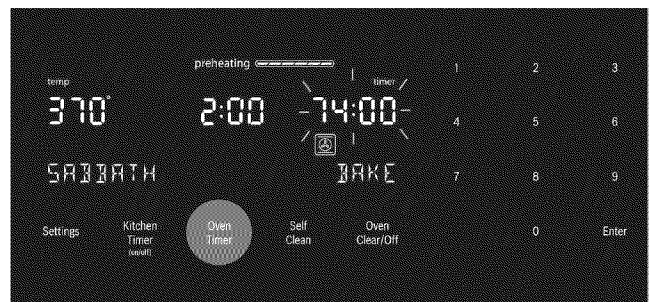 preheating
temp
timer
370°
2:00
74:00
SABBATH
BAKE
Settings
Kitchen
Timer
(on/off)
Oven
Timer
Self
Clean
Oven
Clear/Off
1 2 3
4 5 6
7 8 9
0 Enter